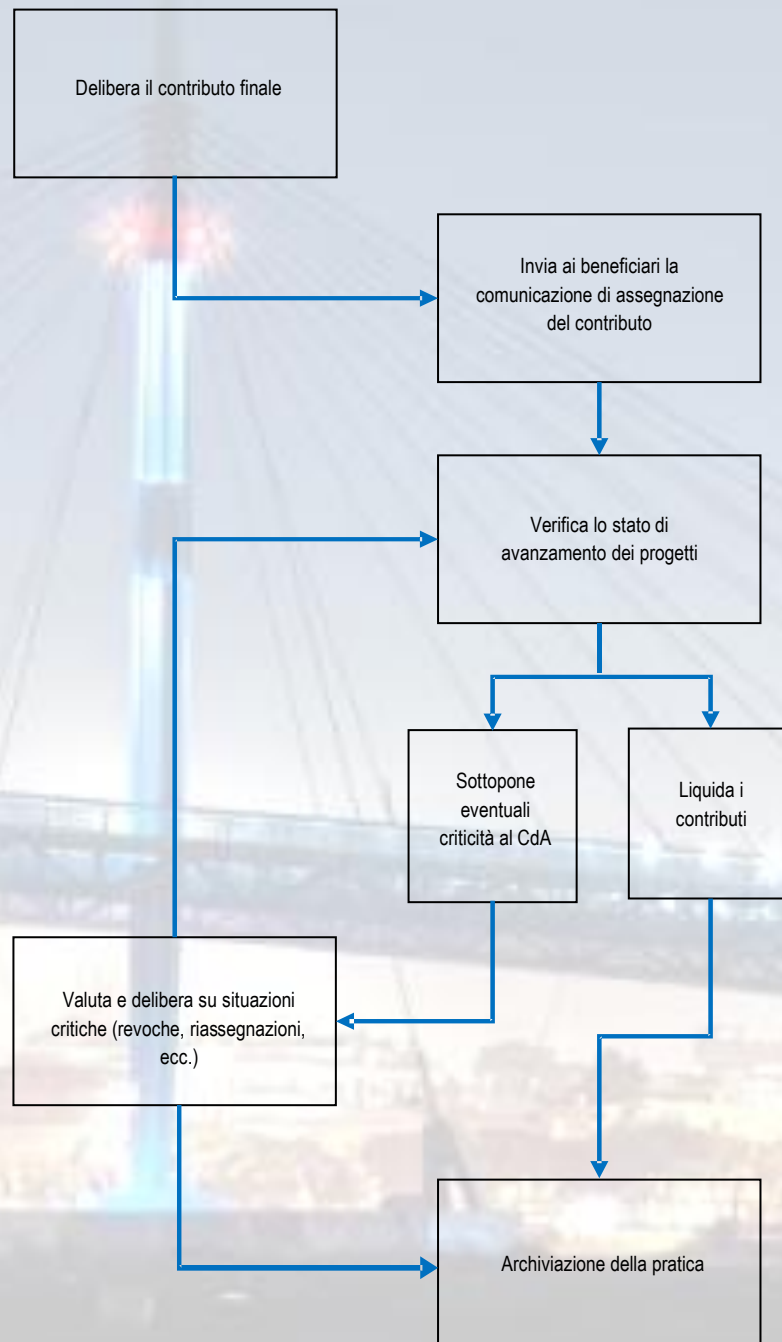 Delibera il contributo finale
Invia ai beneficiari la
comunicazione di assegnazione
del contributo
Verifica lo stato di
avanzamento dei progetti
Sottopone
eventuali
criticità al CdA
Liquida i
contributi
Valuta e delibera su situazioni
critiche (revoche, riassegnazioni,
ecc.)
Archiviazione della pratica